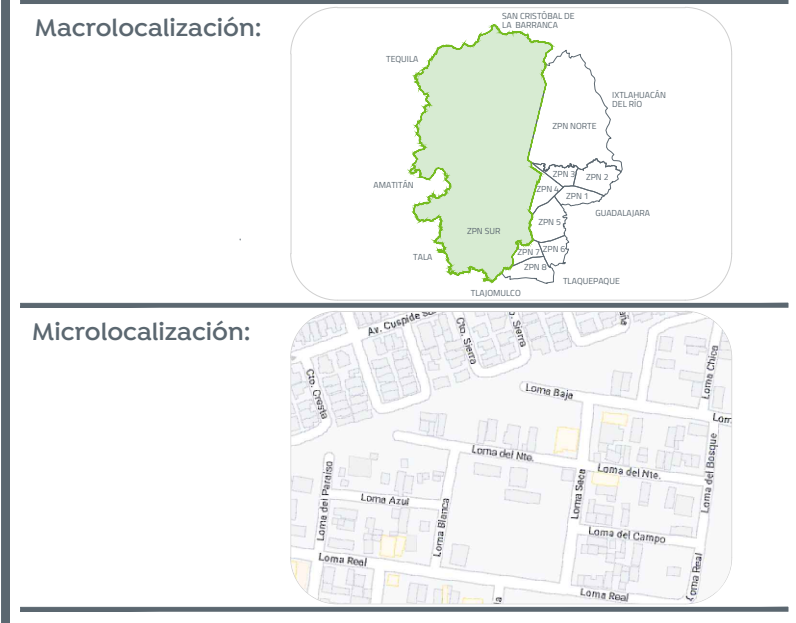 Macrolocalización:
SAN CRISTÓBAL DE
LA BARRANCA
TEQUILA
IXTLAHUACÁN
DEL RÍO
ZPN NORTE
ZPN 3
ZPN 2
AMATITÁN
ZPN 4
ZPN 1
GUADALAJARA
ZPN 5
ZPN SUR
ZPN 7
ZPN 6
TALA
ZPN 8
TLAQUEPAQUE
TLAJOMULCO
Microlocalización:
Av. Cuspide
Cto. Sierra
Sierra
Cto. Cresta
Loma Chica
Loma Baja
Loma del Nte.
Loma del Nte.
Loma del Bosque
Loma del Paraiso
Loma Azul
Loma Blanca
Loma Seca
Loma del Campo
Loma Real
Loma Real
Loma Real